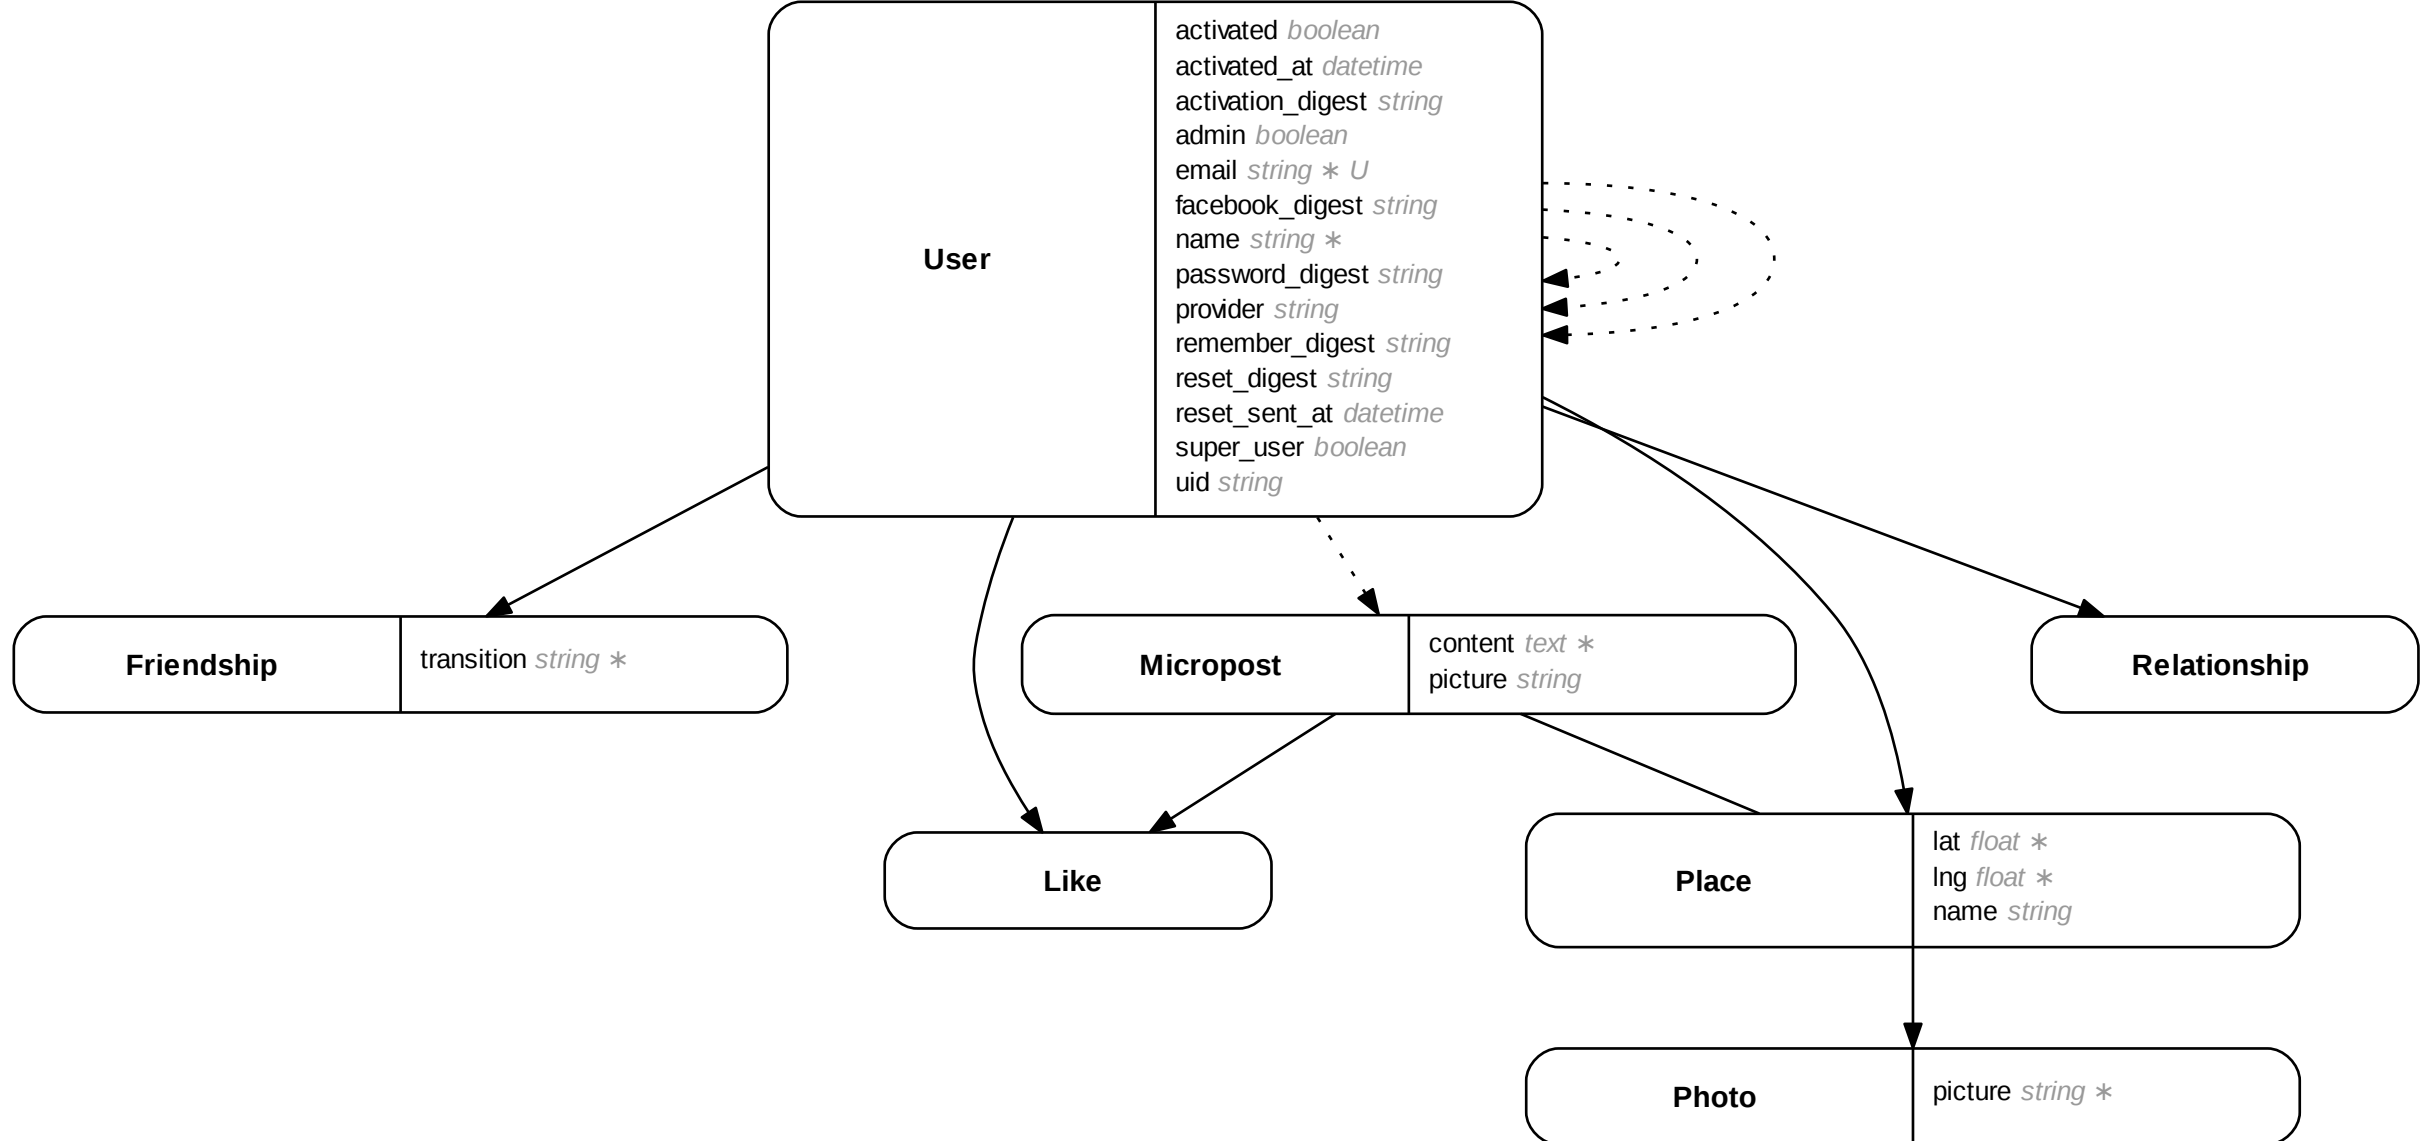 User
activated boolean
activated_at datetime
activation_digest string
admin boolean
email string ∗ U
facebook_digest string
name string ∗
password_digest string
provider string
remember_digest string
reset_digest string
reset_sent_at datetime
super_user boolean
uid string
Friendship
transition string ∗
Micropost
content text ∗
picture string
Relationship
Like
Place
lat float ∗
lng float ∗
name string
Photo
picture string ∗